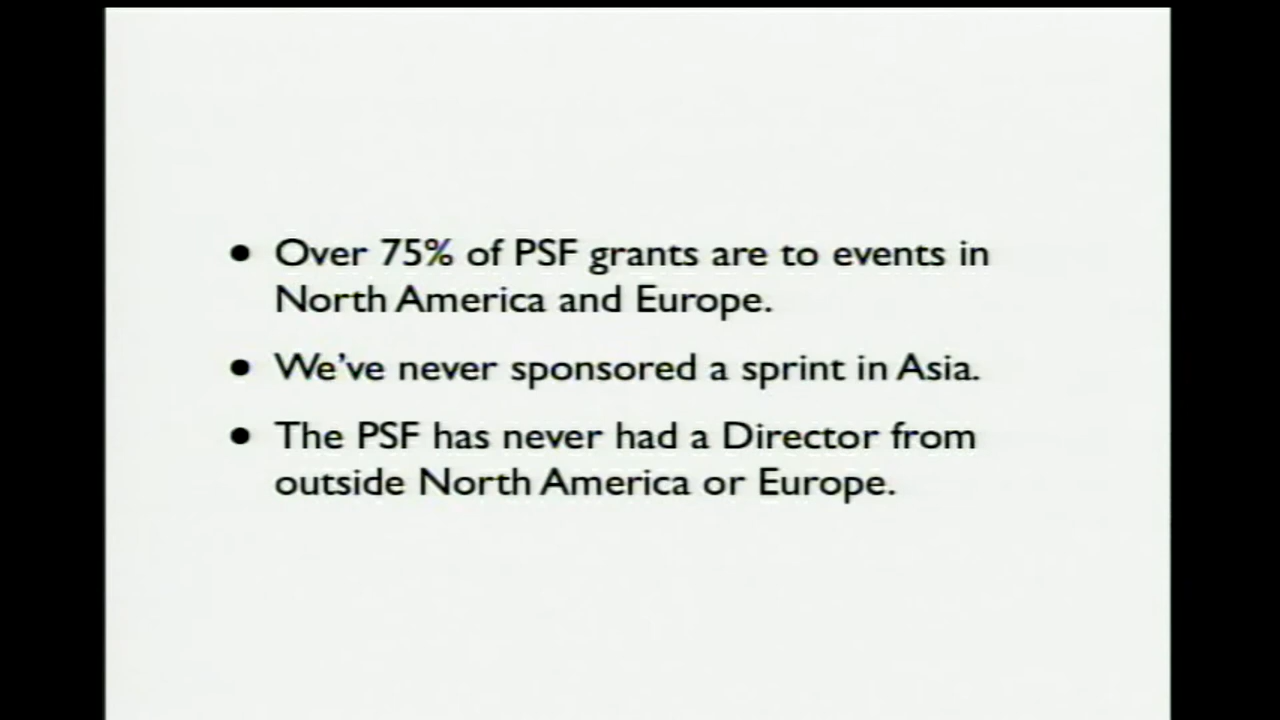 • Over 75% of PSF grants are to events in
North America and Europe.
• We've never sponsored a sprint in Asia.
• The PSF has never had a Director from
outside North America or Europe.